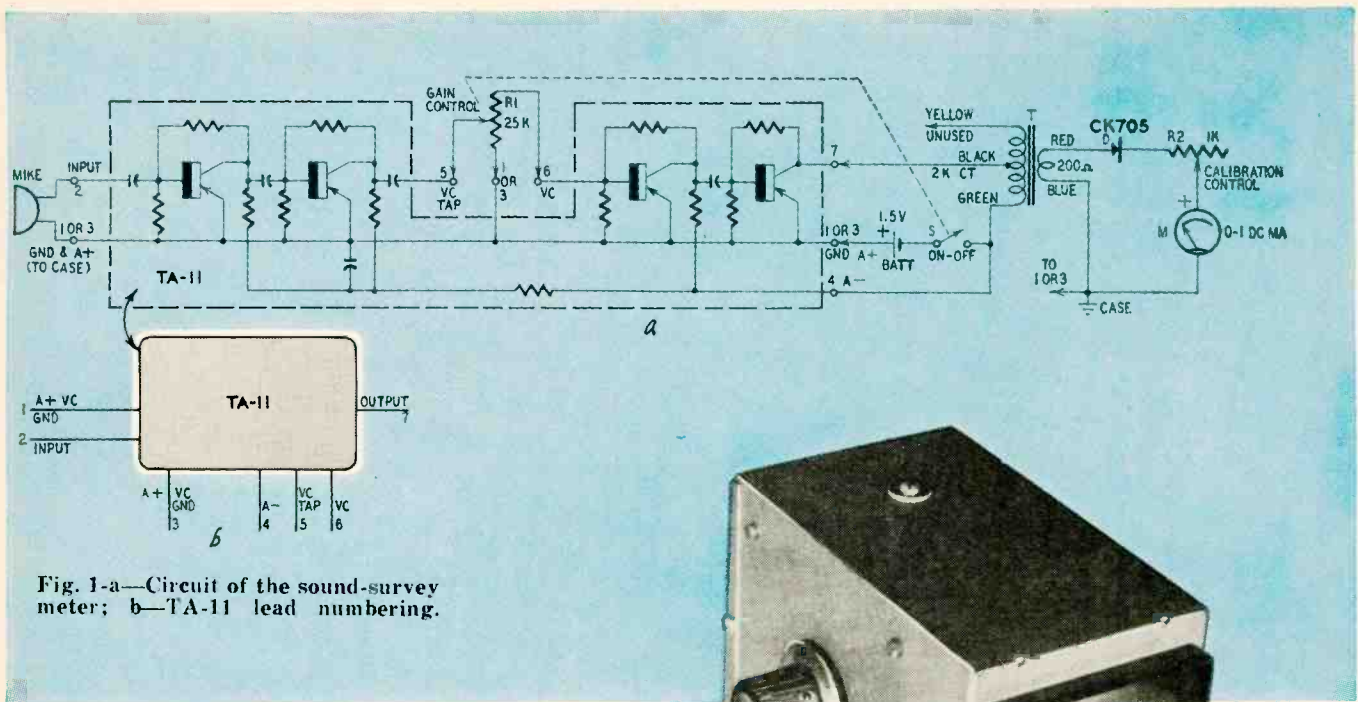 GAIN
CONTROL
R1
25 K
MIKE
INPUT
2
1 OR 3
GND & A+
(TO CASE)
TA-11
5
VC
TAP
OR
3
6
VC
7
1 OR 3
GND A+
1.5V
+
BATT
S
ON-OFF
4 A-
YELLOW
UNUSED
BLACK
2 K CT
GREEN
T
RED
200Ω
BLUE
CK705
D
R2 1K
CALIBRATION
CONTROL
+
M
0-1 DC MA
TO
1 OR 3
CASE
a
TA-11
1 A+ VC
GND
2 INPUT
OUTPUT
7
A+ VC
GND
3
A-
4
VC
TAP
5
VC
6
b
Fig. 1-a—Circuit of the sound-survey
meter; b—TA-11 lead numbering.